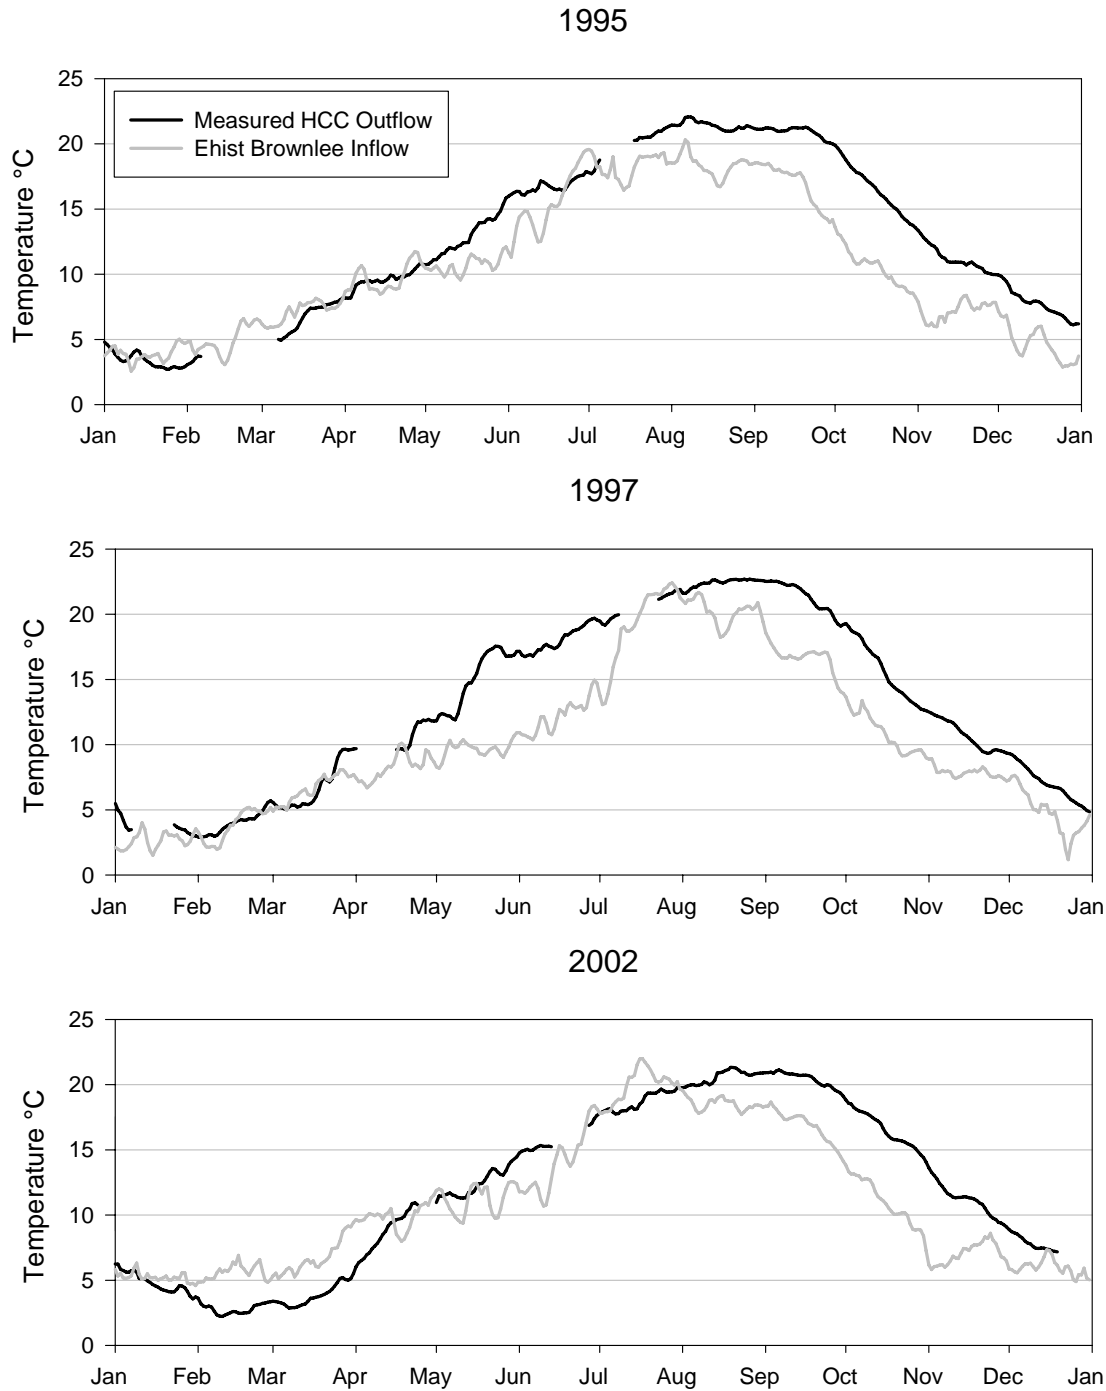 1995
25
20
15
10
5
0
Temperature °C
Measured HCC Outflow
Ehist Brownlee Inflow
Jan Feb Mar Apr May Jun Jul Aug Sep Oct Nov Dec Jan
1997
25
20
15
10
5
0
Temperature °C
Jan Feb Mar Apr May Jun Jul Aug Sep Oct Nov Dec Jan
2002
25
20
15
10
5
0
Temperature °C
Jan Feb Mar Apr May Jun Jul Aug Sep Oct Nov Dec Jan